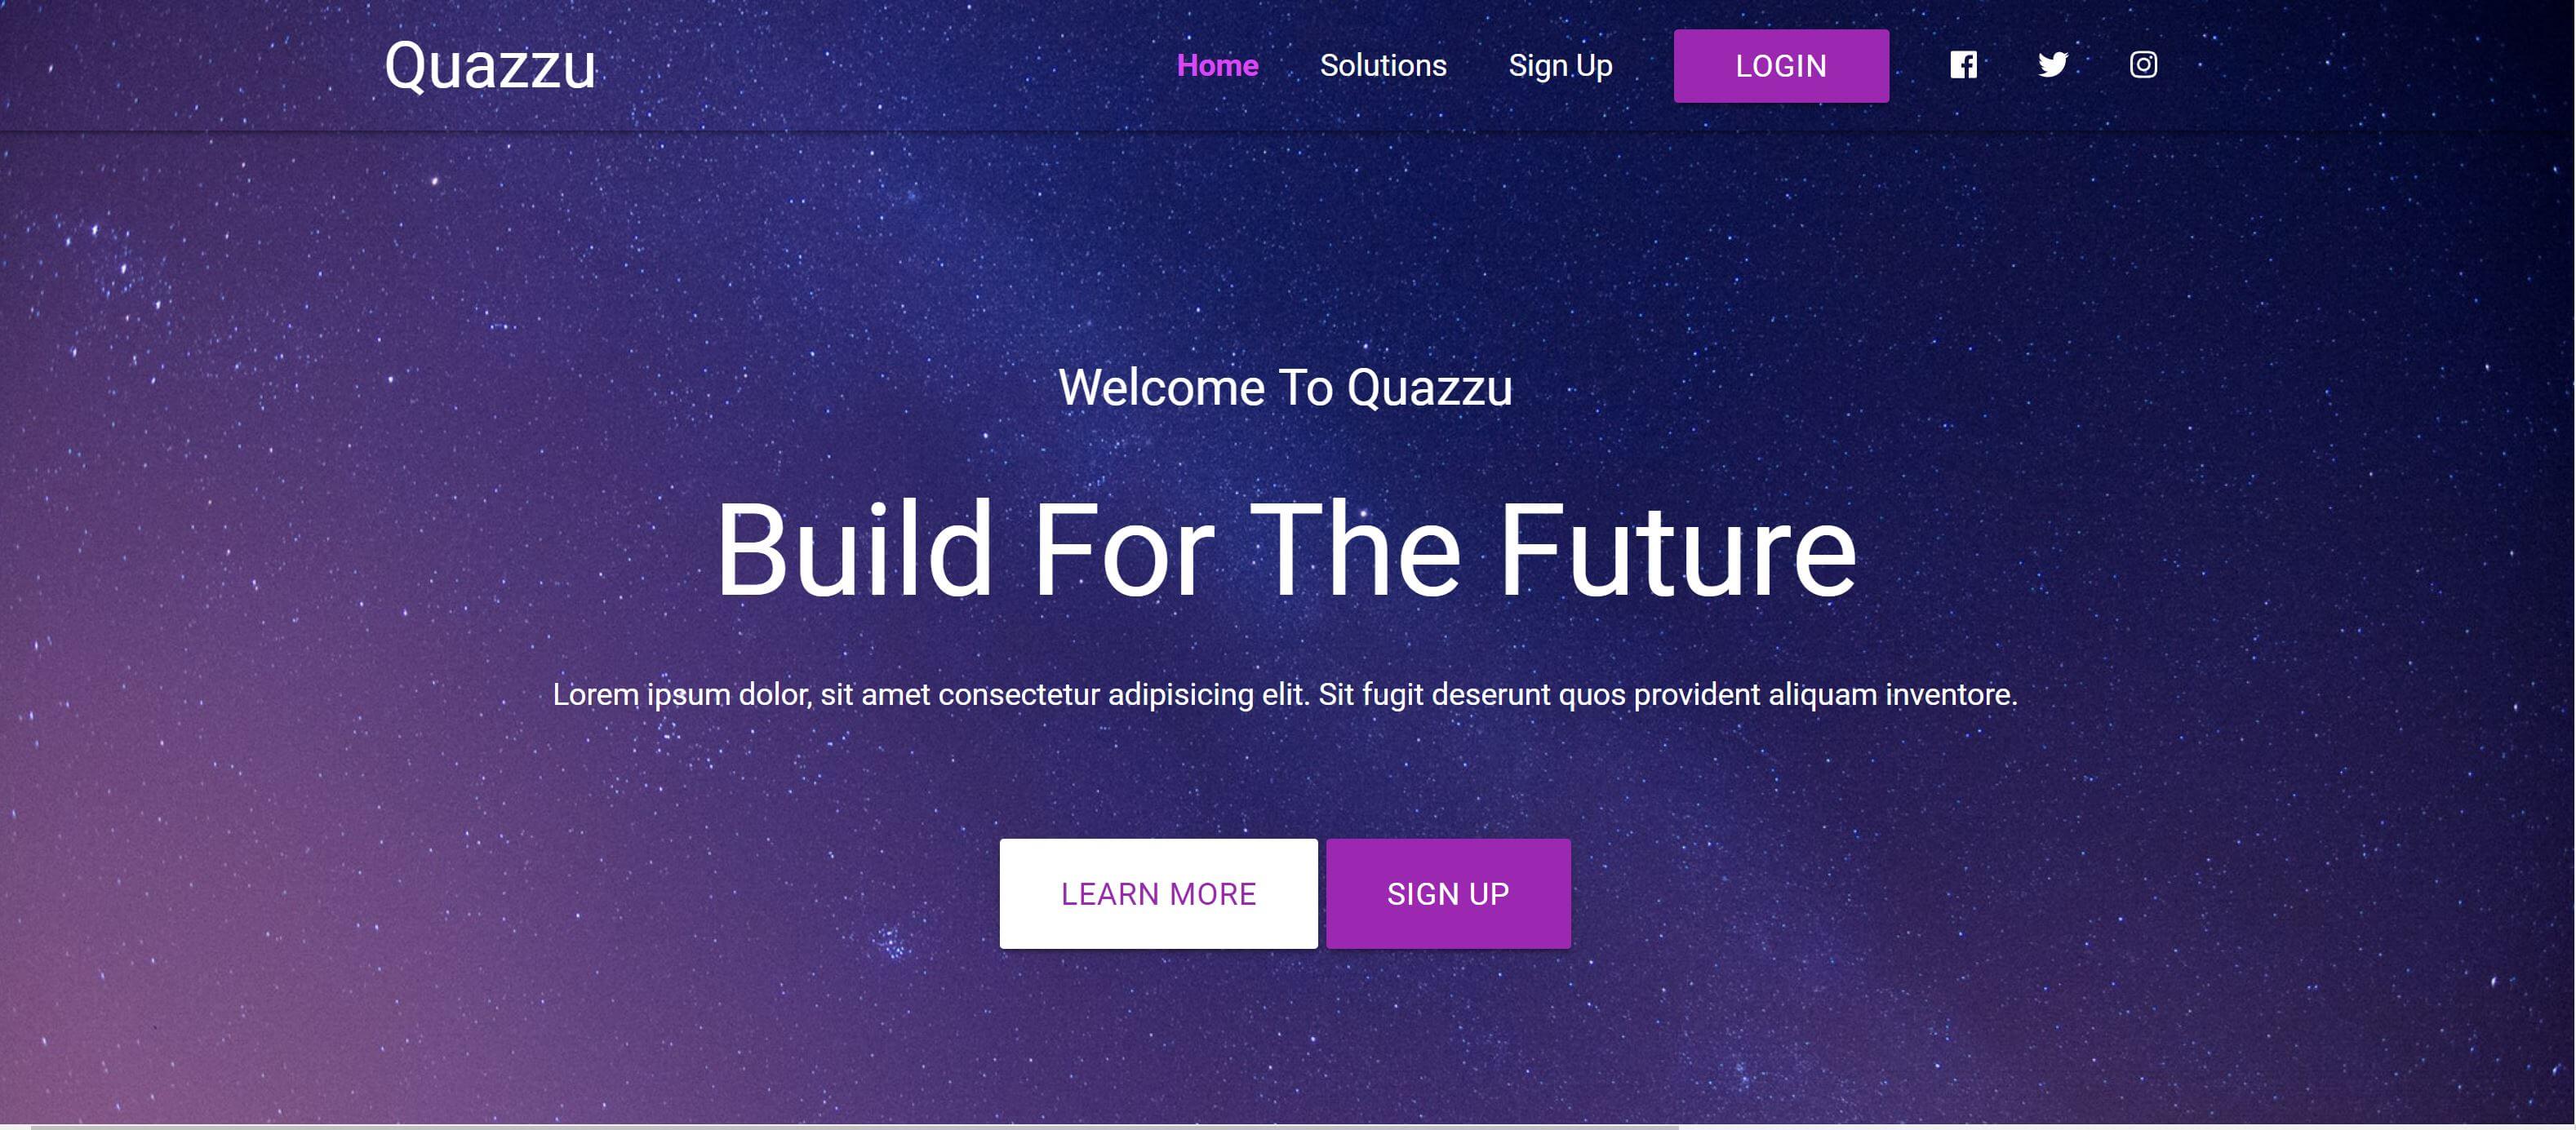 Quazzu
Home Solutions Sign Up LOGIN
Welcome To Quazzu
Build For The Future
Lorem ipsum dolor, sit amet consectetur adipisicing elit. Sit fugit deserunt quos provident aliquam inventore.
LEARN MORE SIGN UP